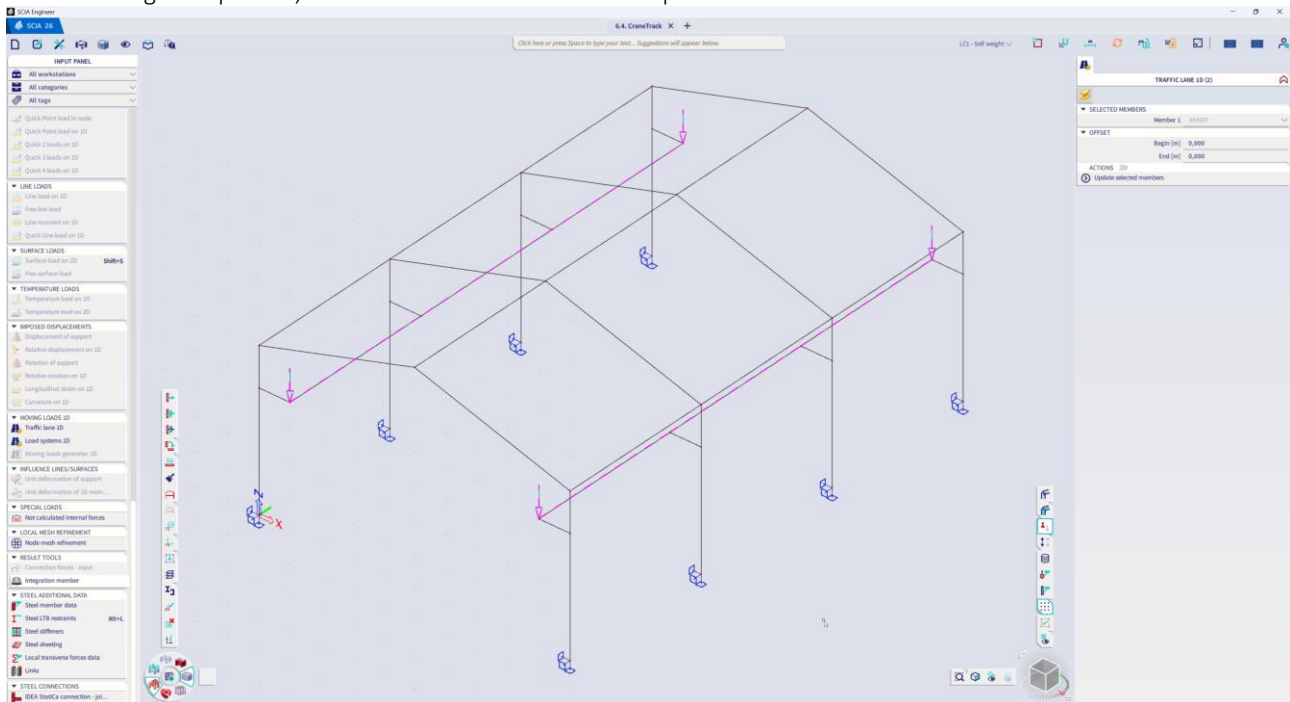 SCIA Engineer
SCIA 26
6.4. CraneTrack
Click here or press Space to type your text... Suggestions will appear below.
LC1 - Self weight
INPUT PANEL
All workstations
All categories
All tags
Quick Point load in node
Quick Point load on 1D
Quick 2 loads on 1D
Quick 3 loads on 1D
Quick 4 loads on 1D
LINE LOADS
Line load on 1D
Free line load
Line moment on 1D
Quick Line load on 1D
SURFACE LOADS
Surface load on 2D Shift+S
Free surface load
TEMPERATURE LOADS
Temperature load on 1D
Temperature load on 2D
IMPOSED DISPLACEMENTS
Displacement of support
Relative displacement on 1D
Rotation of support
Relative rotation on 1D
Longitudinal strain on 1D
Curvature on 1D
MOVING LOADS 1D
Traffic lane 1D
Load systems 1D
Moving loads generator 1D
INFLUENCE LINES/SURFACES
Unit deformation of support
Unit deformation of 1D mem...
SPECIAL LOADS
Not calculated internal forces
LOCAL MESH REFINEMENT
Node mesh refinement
RESULT TOOLS
Connection forces - input
Integration member
STEEL ADDITIONAL DATA
Steel member data
Steel LTB restraints Alt+L
Steel stiffeners
Steel sheeting
Local transverse forces data
Links
STEEL CONNECTIONS
IDEA StatiCa connection - joi...
Z
X
TRAFFIC LANE 1D (2)
SELECTED MEMBERS
Member 1
OFFSET
Begin [m] 0,000
End [m] 0,000
ACTIONS >>>
Update selected members